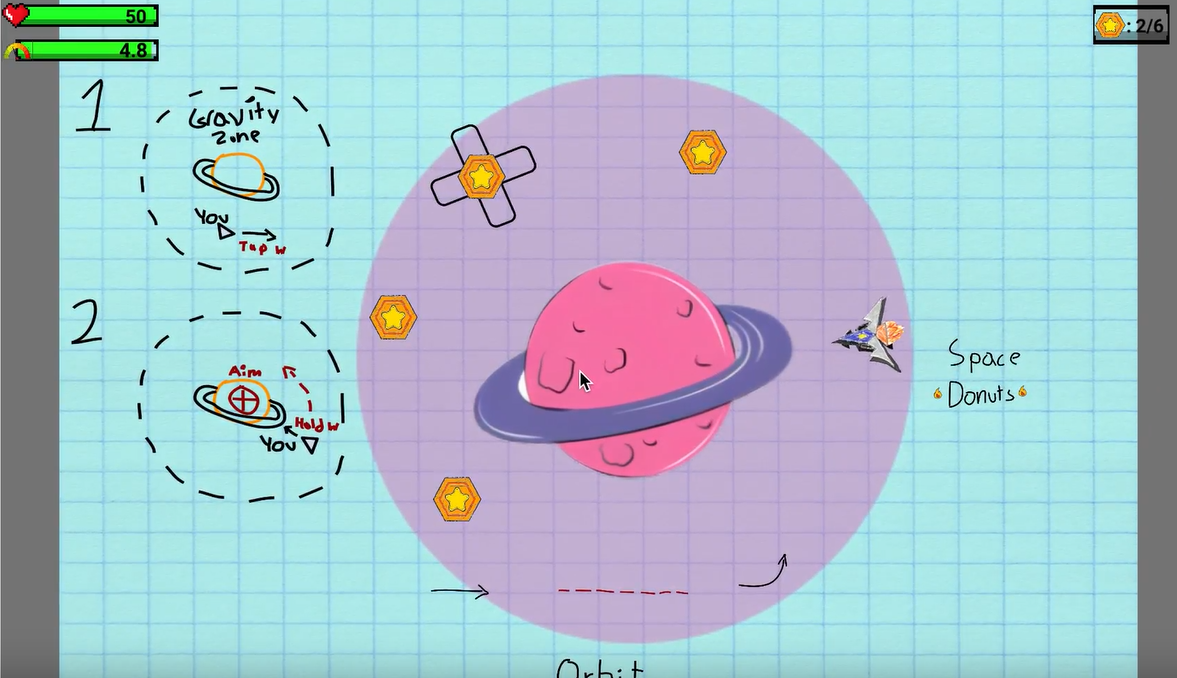 50
4.8
: 2/6
1
Gravity
Zone
You
Tap W
2
Aim
Hold W
You
Space
Donuts
Orbit